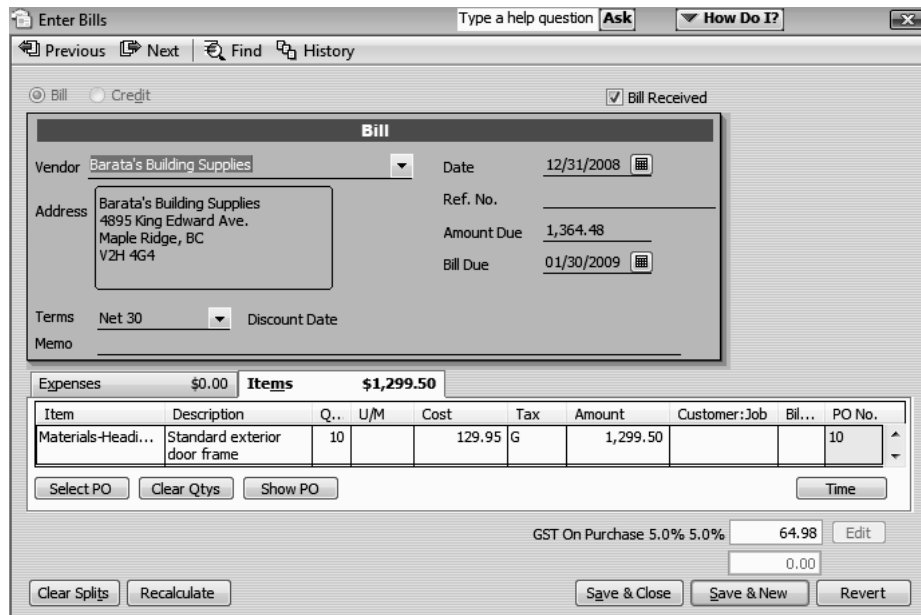 Enter Bills Type a help question Ask How Do I?
Previous Next Find History
Bill Credit Bill Received
Bill
Vendor Barata's Building Supplies Date 12/31/2008
Address Barata's Building Supplies Ref. No.
4895 King Edward Ave. Amount Due 1,364.48
Maple Ridge, BC
V2H 4G4 Bill Due 01/30/2009
Terms Net 30 Discount Date
Memo
Expenses $0.00 Items $1,299.50
Item Description Q... U/M Cost Tax Amount Customer:Job Bil... PO No.
Materials-Headi... Standard exterior 10 129.95 G 1,299.50 10
door frame
Select PO Clear Qtys Show PO Time
GST On Purchase 5.0% 5.0% 64.98 Edit
0.00
Clear Splits Recalculate Save & Close Save & New Revert